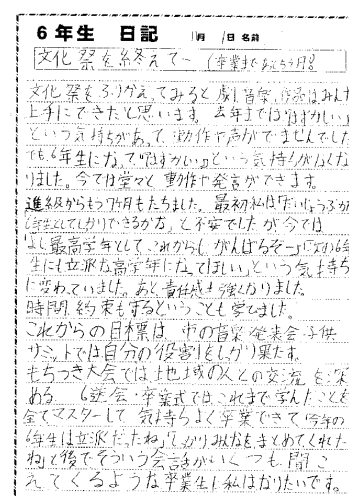 6年生 日記 月 日 名前
文化祭を終えて (卒業まで あと5ヶ月)
文化祭をふりかえってみると劇、音楽、作品はみんな
上手にできたと思います。去年までは「はずかしい」
という気持ちがあって、動作や声がでませんでした
でも、6年生になって「はずかしい」という気持ちがなくな
りました。今では堂々と動作や発言ができます。
進級からもう7ヶ月もたちました。最初私は「だいじょうぶか
6年生としてしっかりできるかな」と不安でしたが今では
「よし最高学年としてこれからもがんばるぞー」「次の6年
生にも立派な高学年になってほしい」という気持ち
に変わっていました。あと責任感も強くなりました。
時間、約束も守るということも学びました。
これからの目標は市の音楽発表会、子供
サミットでは自分の役割をしっかり果たす。
もちつき大会では、地域の人との交流を深
める。6送会・卒業式ではこれまで学んだことを
全てマスターして気持ちよく卒業できて「今年の
6年生は立派だったね」「しっかりみんなをまとめてくれた
ね」と後でそういう会話がいくつも聞こ
えてくるような卒業生に私はなりたいです。